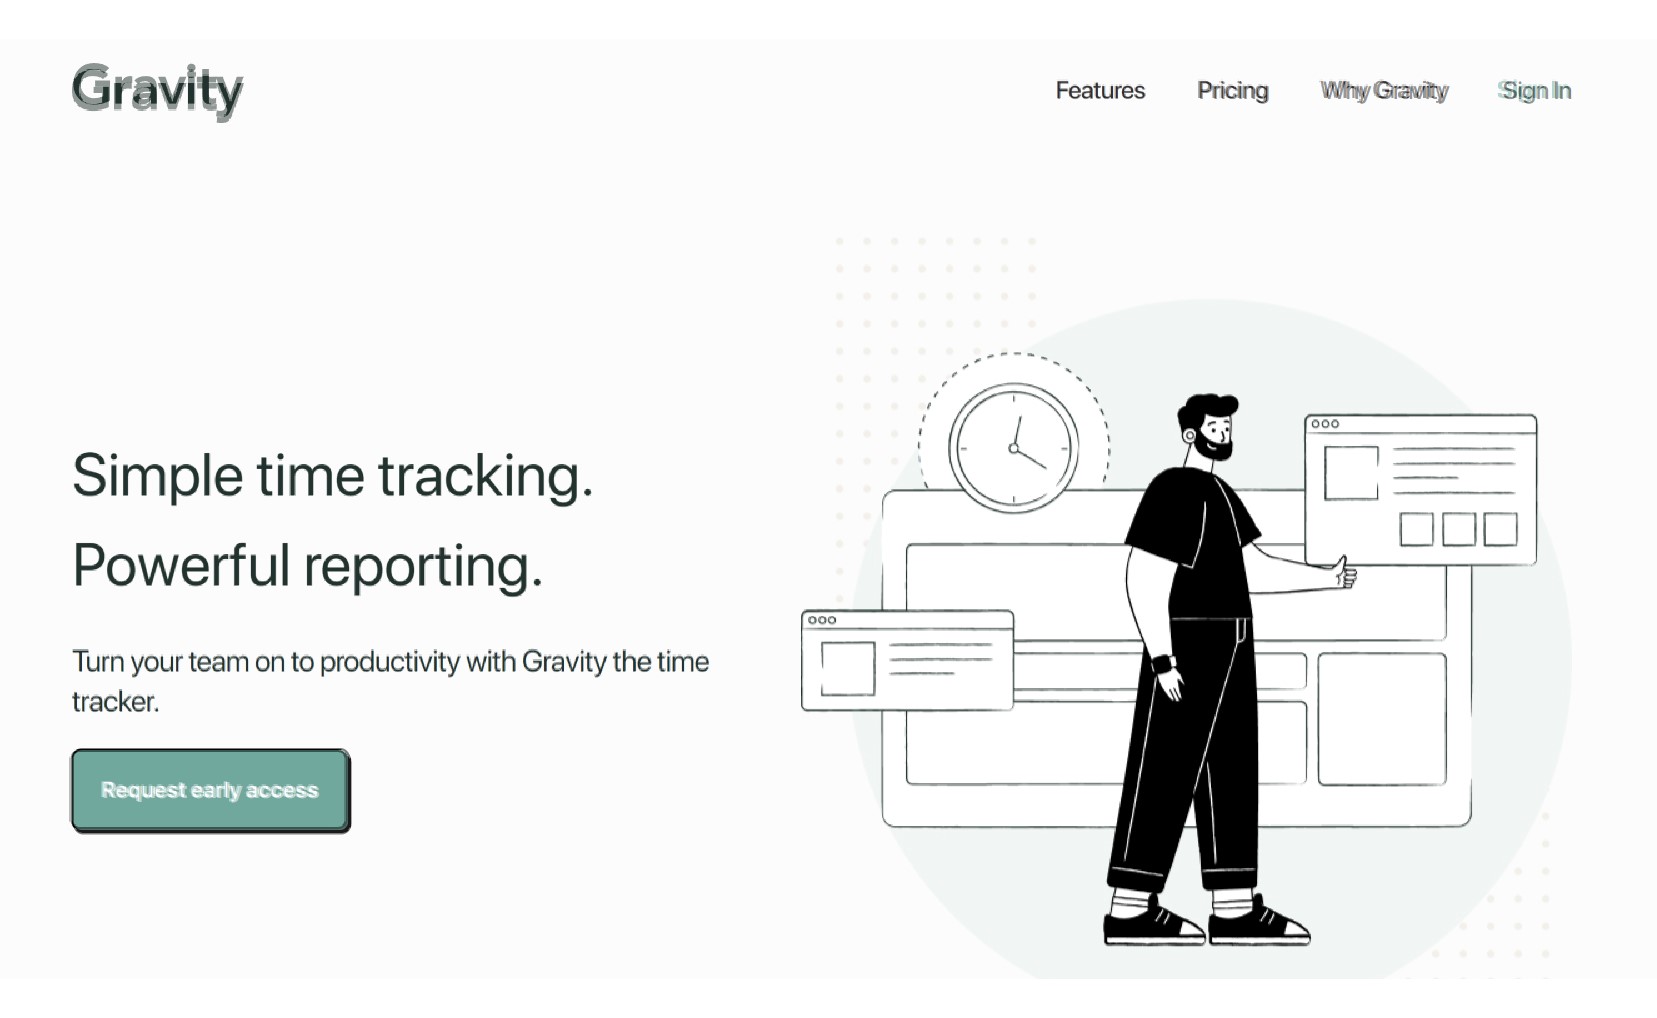 Gravity
Features Pricing Why Gravity Sign In
Simple time tracking.
Powerful reporting.
Turn your team on to productivity with Gravity the time
tracker.
Request early access